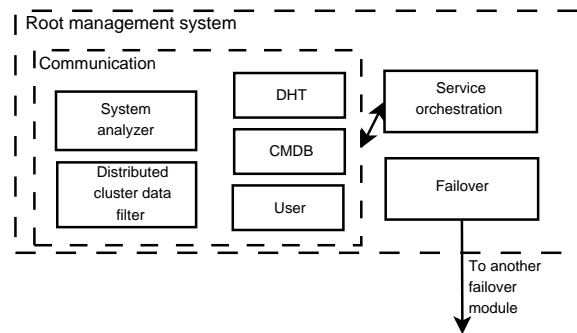 Root management system
Communication
System
analyzer
Distributed
cluster data
filter
DHT
CMDB
User
Service
orchestration
Failover
To another
failover
module